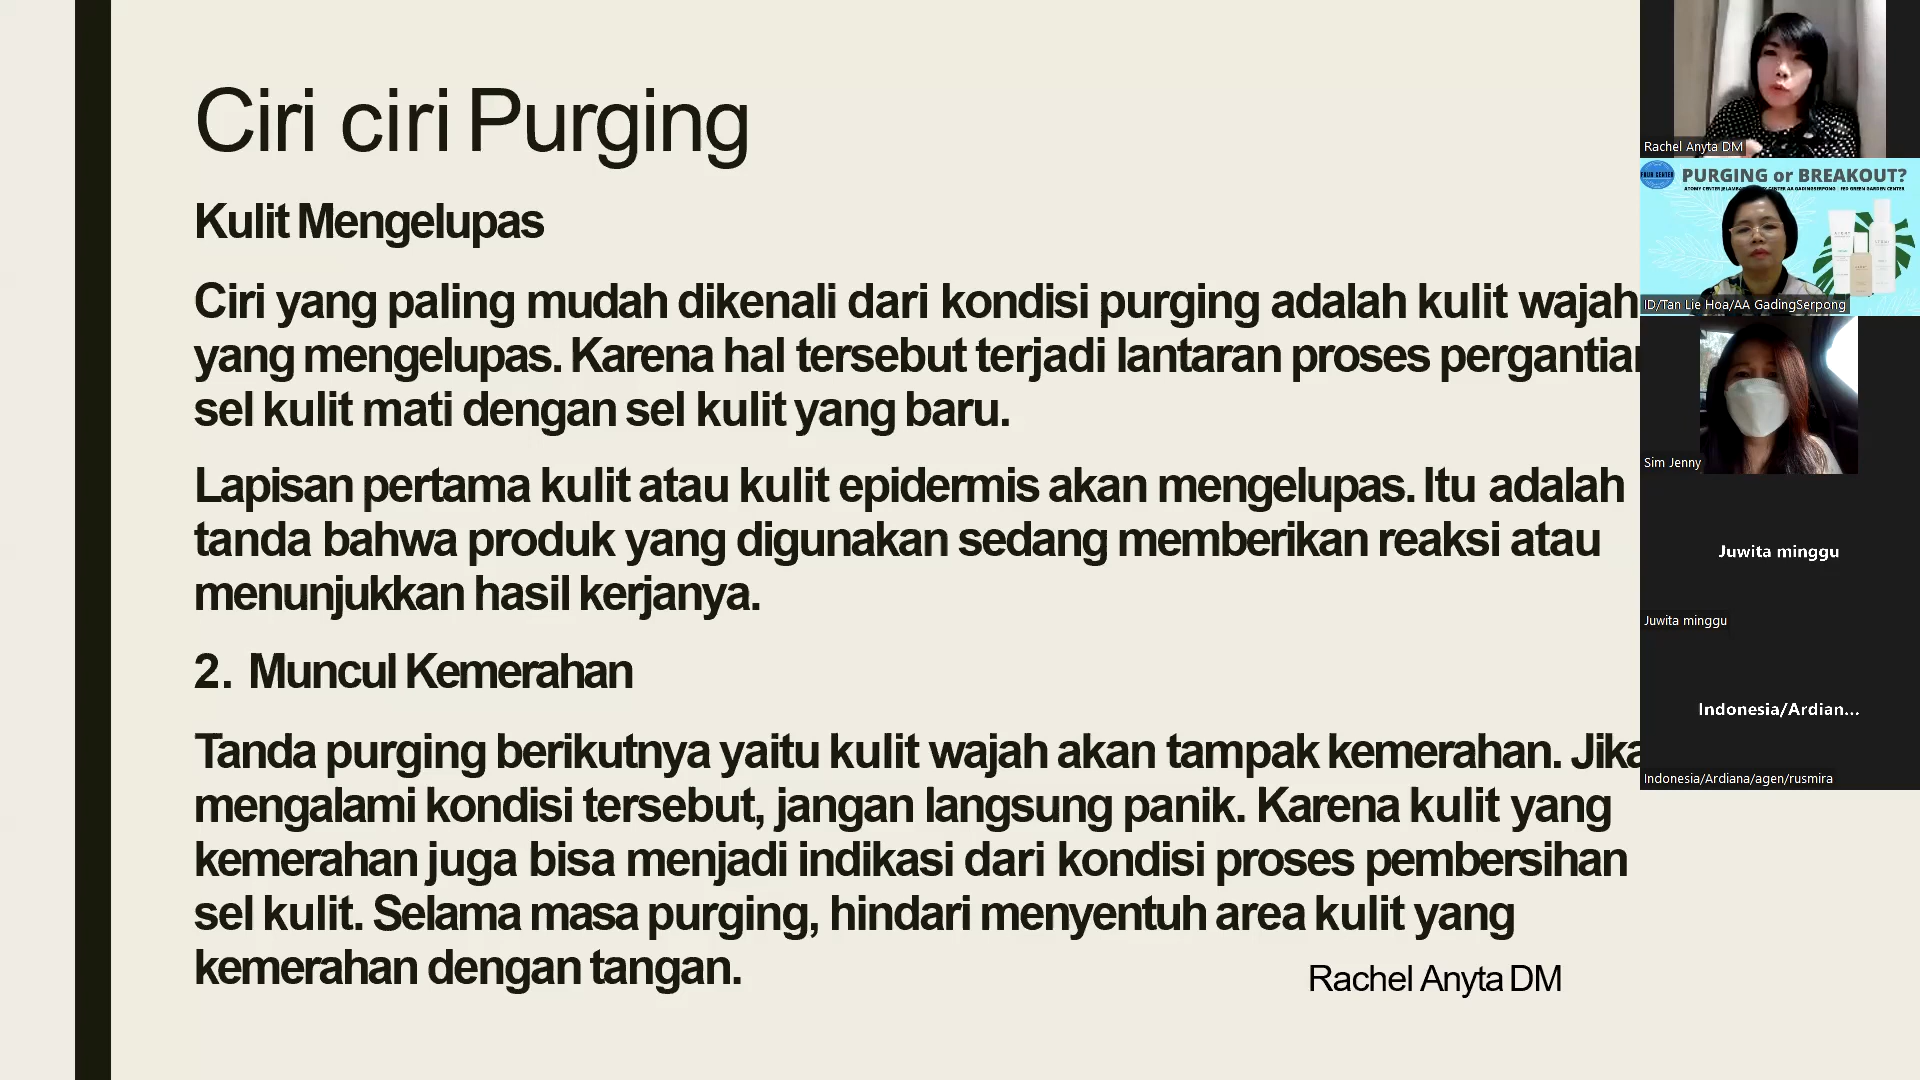 Ciri ciri Purging
Kulit Mengelupas
Ciri yang paling mudah dikenali dari kondisi purging adalah kulit wajah
yang mengelupas. Karena hal tersebut terjadi lantaran proses pergantian
sel kulit mati dengan sel kulit yang baru.
Lapisan pertama kulit atau kulit epidermis akan mengelupas. Itu adalah
tanda bahwa produk yang digunakan sedang memberikan reaksi atau
menunjukkan hasil kerjanya.
2. Muncul Kemerahan
Tanda purging berikutnya yaitu kulit wajah akan tampak kemerahan. Jika
mengalami kondisi tersebut, jangan langsung panik. Karena kulit yang
kemerahan juga bisa menjadi indikasi dari kondisi proses pembersihan
sel kulit. Selama masa purging, hindari menyentuh area kulit yang
kemerahan dengan tangan.
Rachel Anyta DM
Rachel Anyta DM
PURGING or BREAKOUT?
ID/Tan Lie Hoa/AA GadingSerpong
Sim Jenny
Juwita minggu
Juwita minggu
Indonesia/Ardian...
Indonesia/Ardiana/agen/rusmira